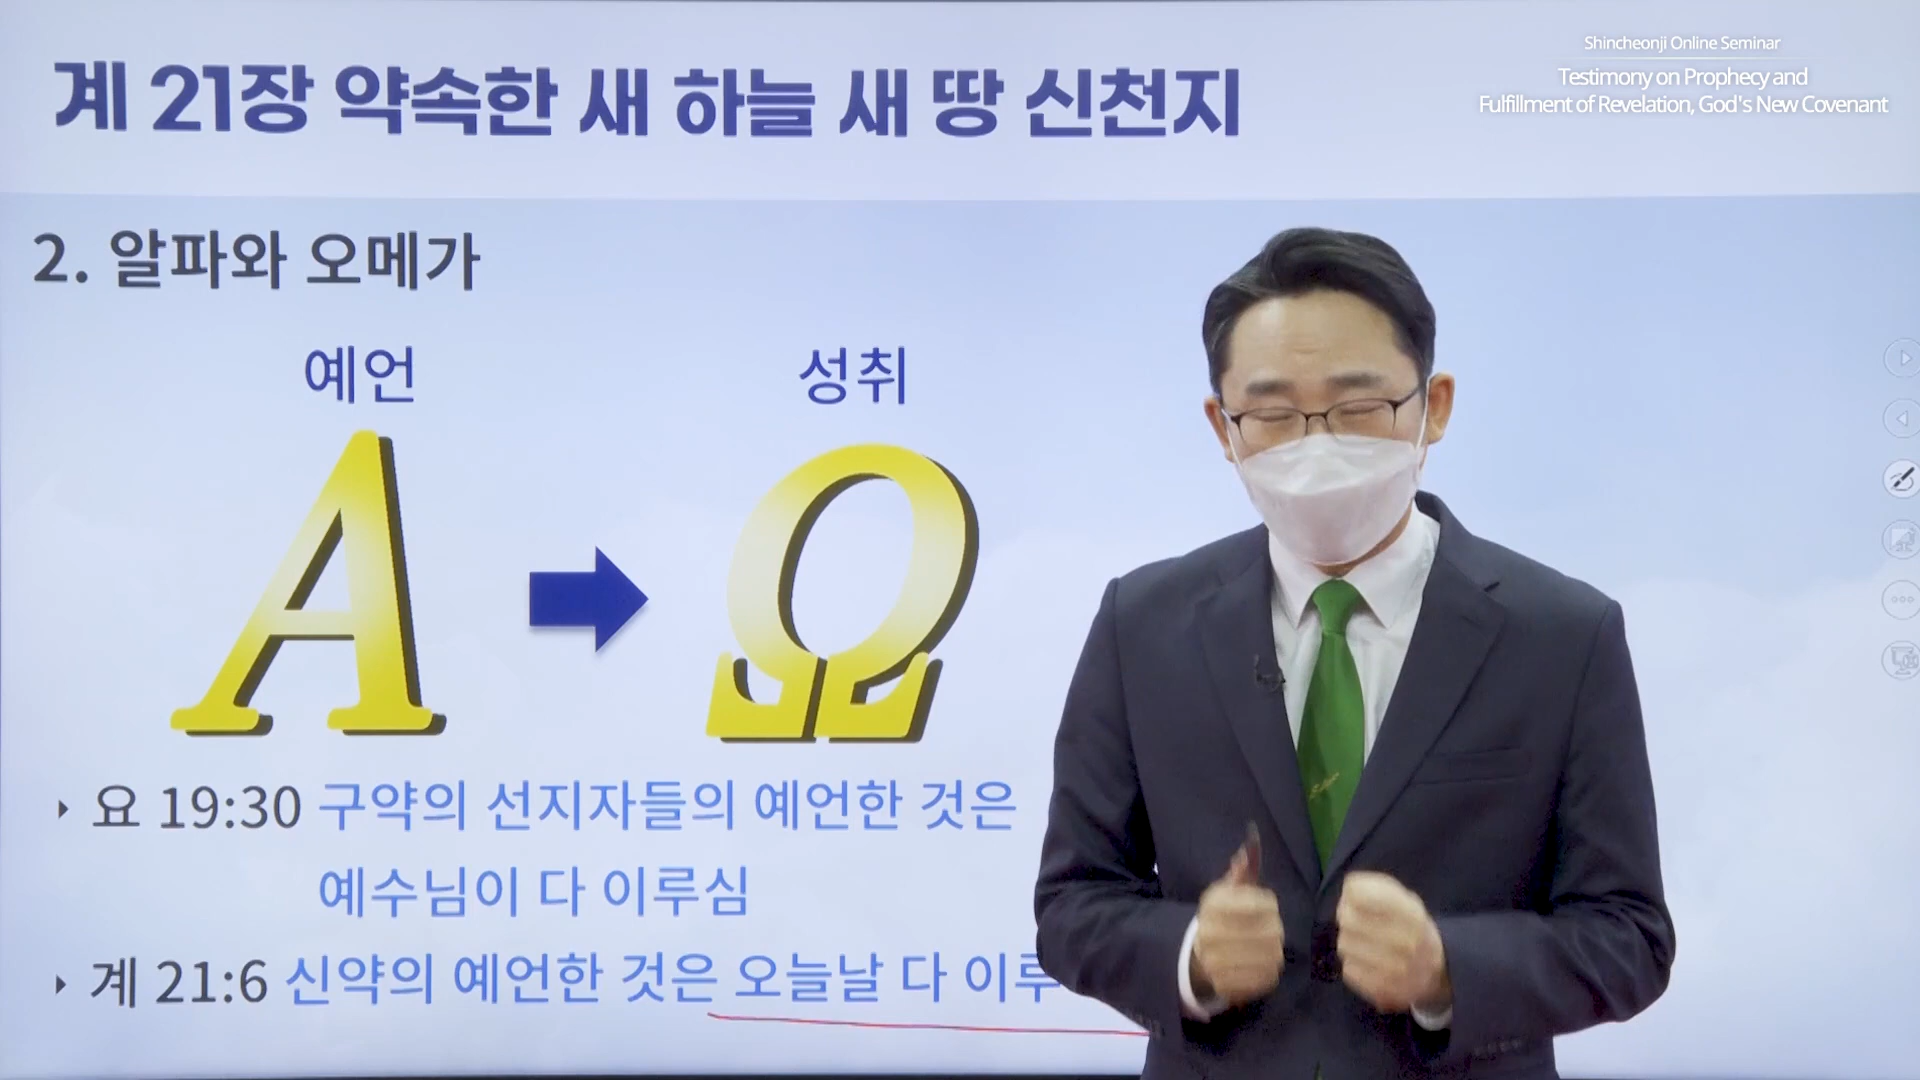 Shincheonji Online Seminar
Testimony on Prophecy and
Fulfillment of Revelation, God's New Covenant
계 21장 약속한 새 하늘 새 땅 신천지
2. 알파와 오메가
예언 성취
A Ω
요 19:30 구약의 선지자들의 예언한 것은
예수님이 다 이루심
계 21:6 신약의 예언한 것은 오늘날 다 이루